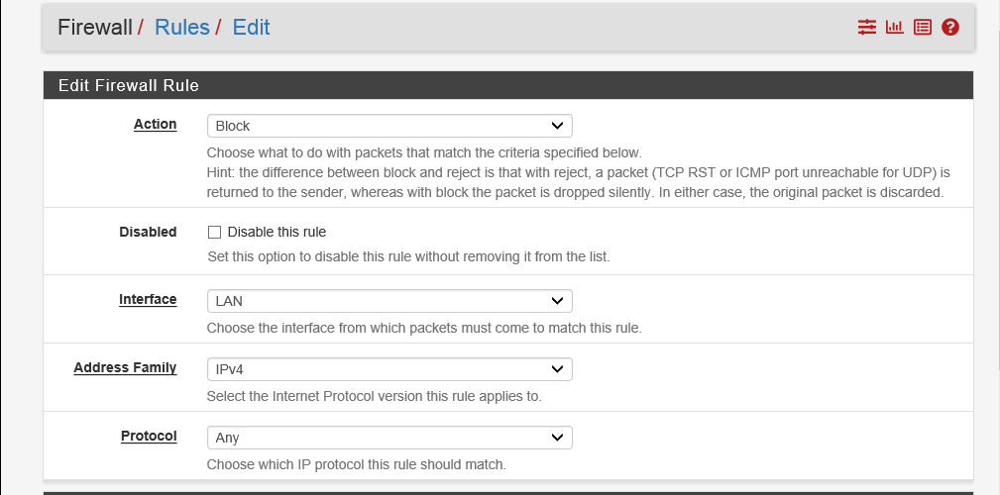 Firewall / Rules / Edit
Edit Firewall Rule
Action
Block
Choose what to do with packets that match the criteria specified below.
Hint: the difference between block and reject is that with reject, a packet (TCP RST or ICMP port unreachable for UDP) is
returned to the sender, whereas with block the packet is dropped silently. In either case, the original packet is discarded.
Disabled
Disable this rule
Set this option to disable this rule without removing it from the list.
Interface
LAN
Choose the interface from which packets must come to match this rule.
Address Family
IPv4
Select the Internet Protocol version this rule applies to.
Protocol
Any
Choose which IP protocol this rule should match.